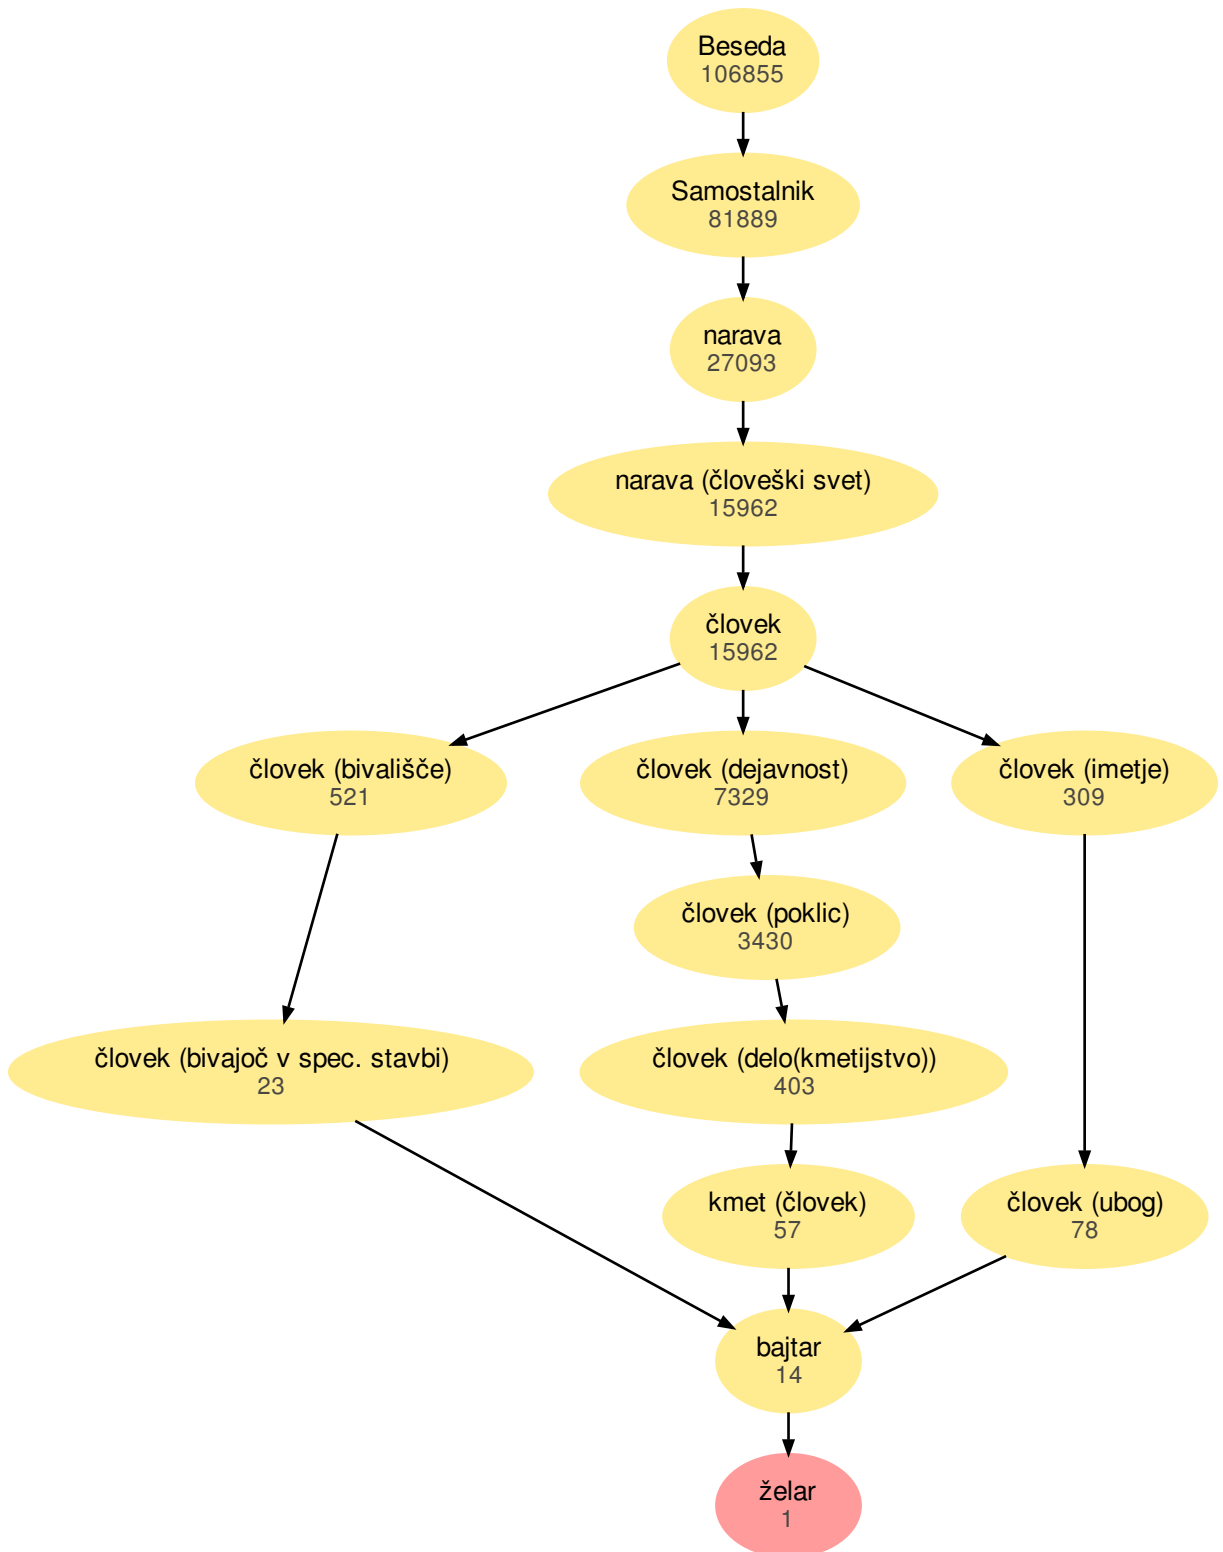 Beseda
106855
Samostalnik
81889
narava
27093
narava (človeški svet)
15962
človek
15962
človek (bivališče)
521
človek (dejavnost)
7329
človek (imetje)
309
človek (poklic)
3430
človek (bivajoč v spec. stavbi)
23
človek (delo(kmetijstvo))
403
kmet (človek)
57
človek (ubog)
78
bajtar
14
želar
1